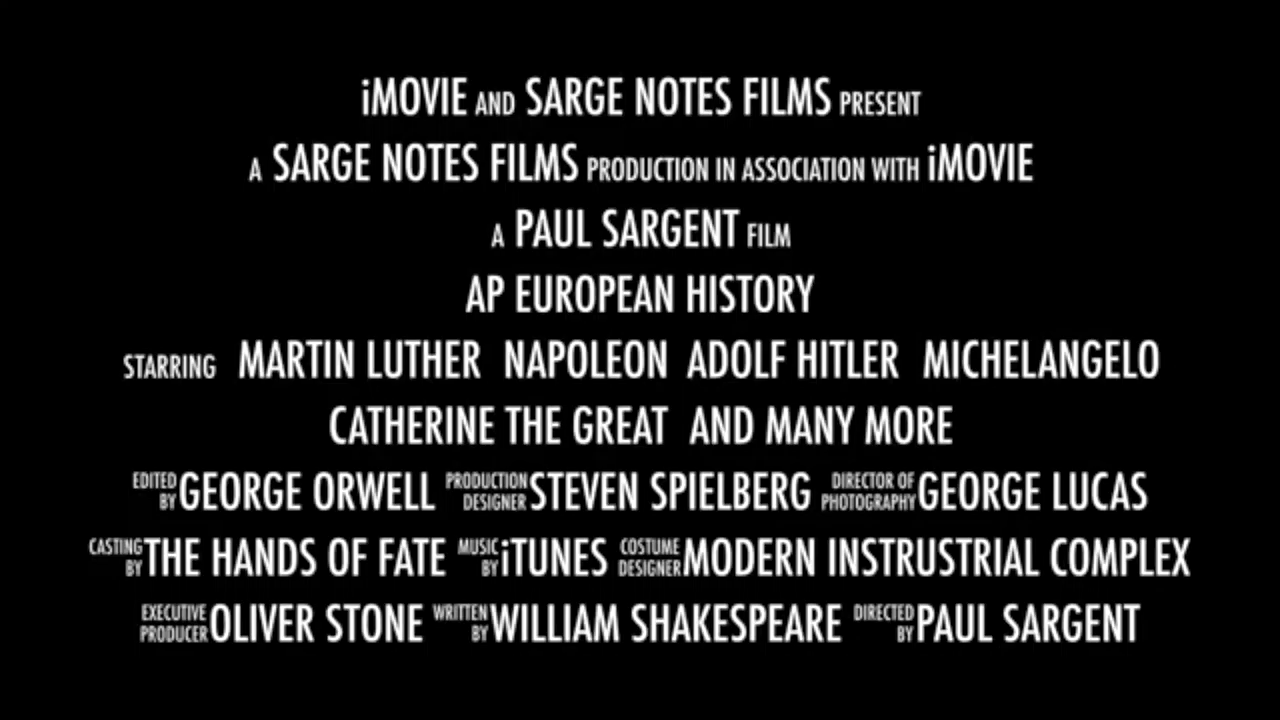 iMOVIE AND SARGE NOTES FILMS PRESENT
A SARGE NOTES FILMS PRODUCTION IN ASSOCIATION WITH iMOVIE
A PAUL SARGENT FILM
AP EUROPEAN HISTORY
STARRING MARTIN LUTHER NAPOLEON ADOLF HITLER MICHELANGELO
CATHERINE THE GREAT AND MANY MORE
EDITED BY GEORGE ORWELL PRODUCTION DESIGNER STEVEN SPIELBERG DIRECTOR OF PHOTOGRAPHY GEORGE LUCAS
CASTING BY THE HANDS OF FATE MUSIC BY iTUNES COSTUME DESIGNER MODERN INSTRUSTRIAL COMPLEX
EXECUTIVE PRODUCER OLIVER STONE WRITTEN BY WILLIAM SHAKESPEARE DIRECTED BY PAUL SARGENT